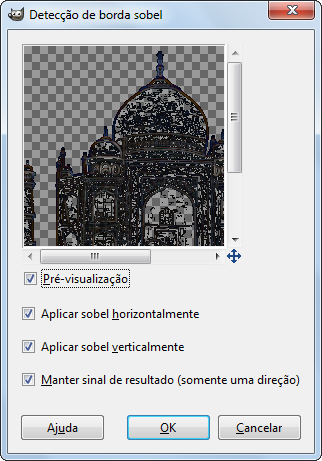 Detecção de borda sobel
Pré-visualização
Aplicar sobel horizontalmente
Aplicar sobel verticalmente
Manter sinal de resultado (somente uma direção)
Ajuda OK Cancelar